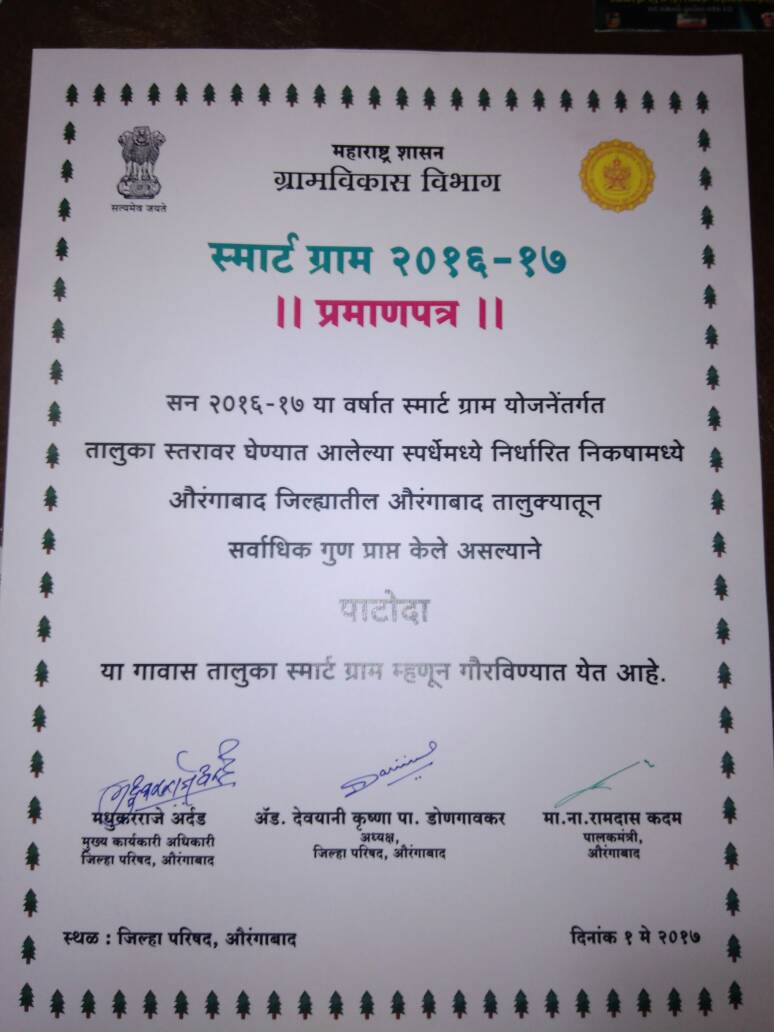 सत्यमेव जयते
महाराष्ट्र शासन
ग्रामविकास विभाग
स्मार्ट ग्राम २०१६-१७
|| प्रमाणपत्र ||
सन २०१६-१७ या वर्षात स्मार्ट ग्राम योजनेंतर्गत
तालुका स्तरावर घेण्यात आलेल्या स्पर्धेमध्ये निर्धारित निकषामध्ये
औरंगाबाद जिल्ह्यातील औरंगाबाद तालुक्यातून
सर्वाधिक गुण प्राप्त केले असल्याने
पाटोदा
या गावास तालुका स्मार्ट ग्राम म्हणून गौरविण्यात येत आहे.
मधुकरराजे अर्दड
मुख्य कार्यकारी अधिकारी
जिल्हा परिषद, औरंगाबाद
ॲड. देवयानी कृष्णा पा. डोणगावकर
अध्यक्ष,
जिल्हा परिषद, औरंगाबाद
मा.ना.रामदास कदम
पालकमंत्री,
औरंगाबाद
स्थळ : जिल्हा परिषद, औरंगाबाद
दिनांक १ मे २०१७